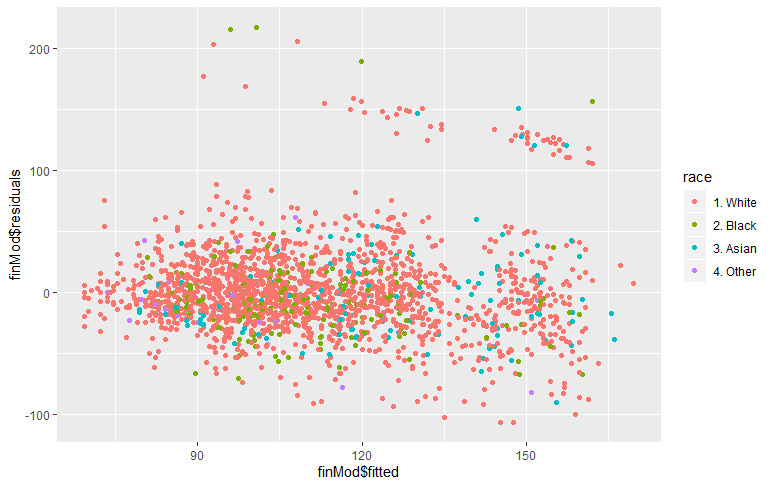 200
100
0
-100
finMod$residuals
90
120
150
finMod$fitted
race
1. White
2. Black
3. Asian
4. Other